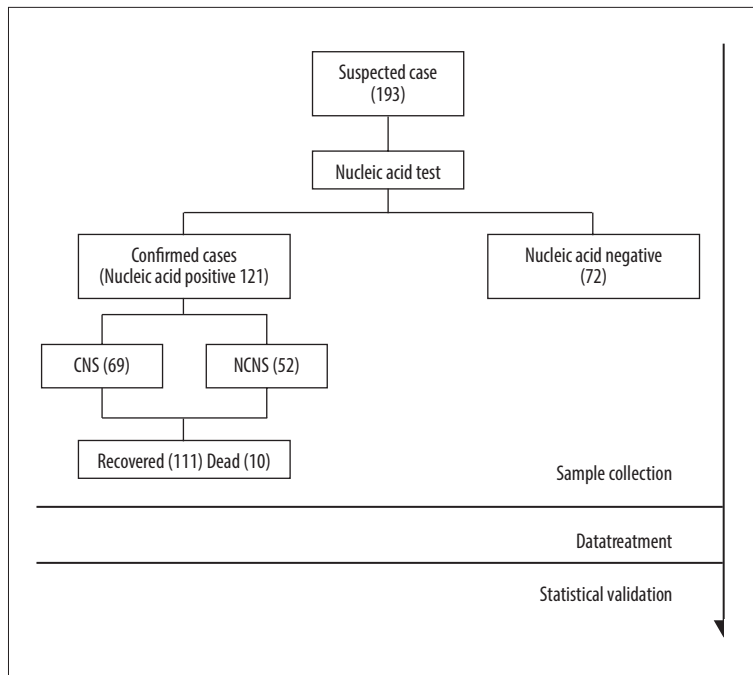 Suspected case
(193)
Nucleic acid test
Confirmed cases
(Nucleic acid positive 121)
Nucleic acid negative
(72)
CNS (69)
NCNS (52)
Recovered (111) Dead (10)
Sample collection
Datatreatment
Statistical validation